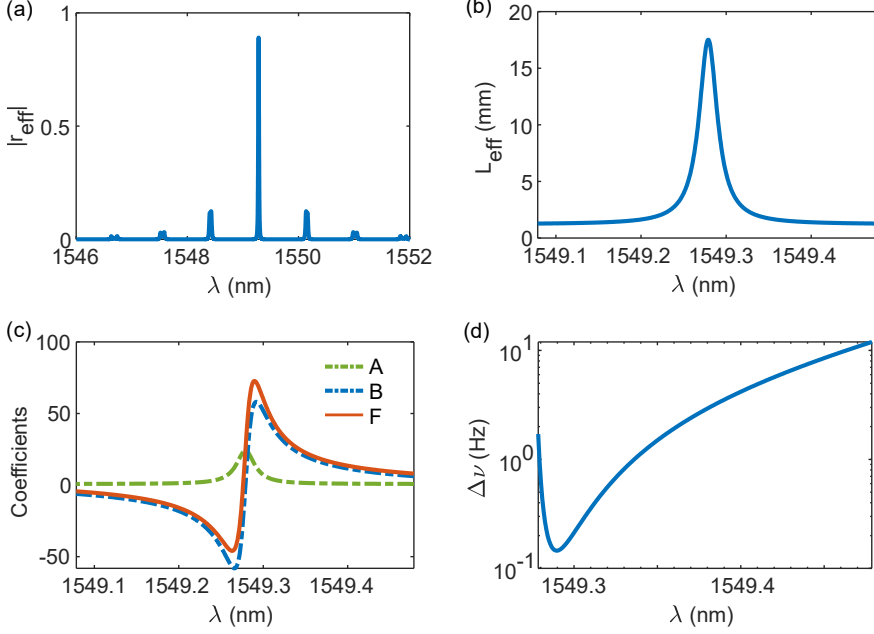 (a)
1
0.5
0
|r_eff|
1546
1548
1550
1552
λ (nm)
(b)
20
15
10
5
0
L_eff (mm)
1549.1
1549.2
1549.3
1549.4
λ (nm)
(c)
100
50
0
-50
Coefficients
A
B
F
1549.1
1549.2
1549.3
1549.4
λ (nm)
(d)
10^1
10^0
10^-1
Δν (Hz)
1549.3
1549.4
λ (nm)